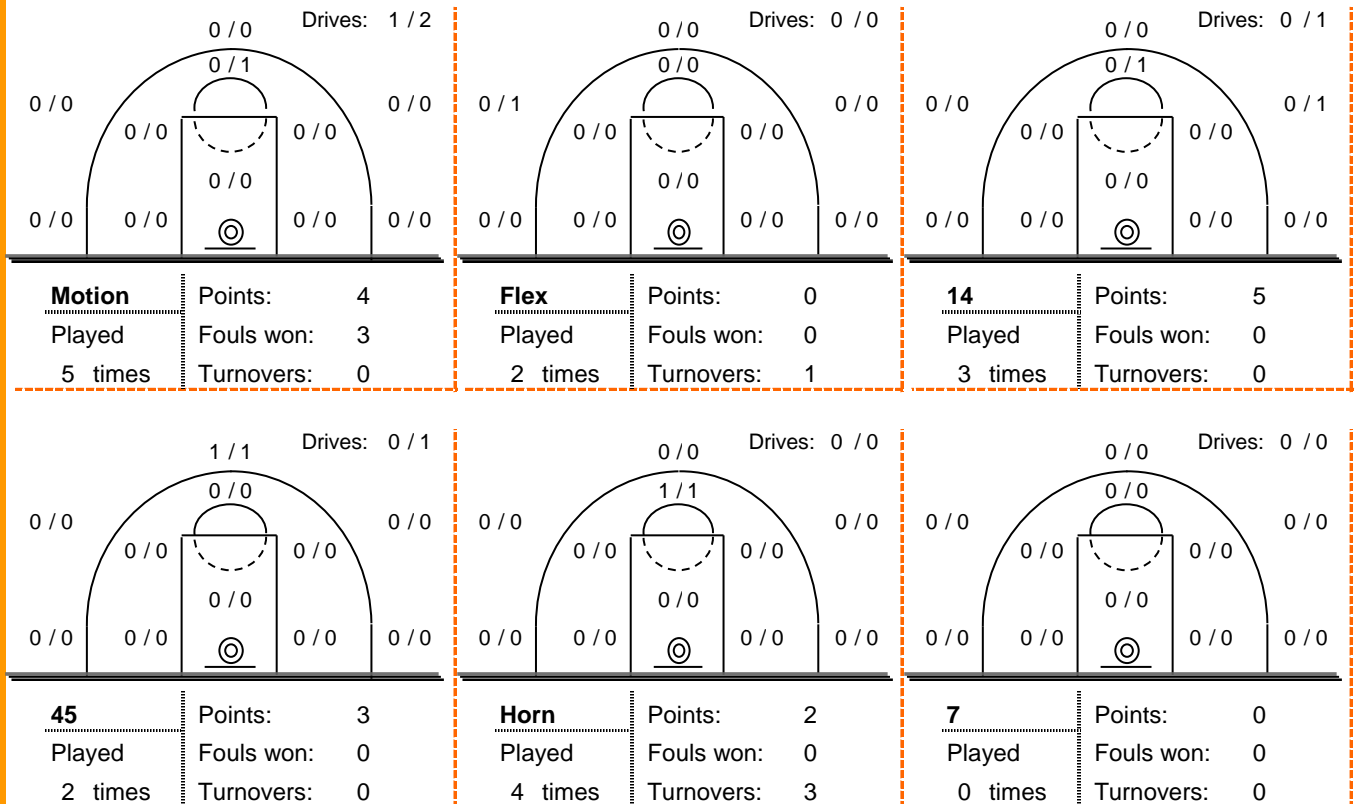 Drives: 1 / 2
0 / 0
0 / 1
0 / 0 0 / 0
0 / 0 0 / 0
0 / 0
0 / 0 0 / 0 0 / 0 0 / 0
Motion Points: 4
Played Fouls won: 3
5 times Turnovers: 0
Drives: 0 / 0
0 / 0
0 / 0
0 / 1 0 / 0
0 / 0 0 / 0
0 / 0
0 / 0 0 / 0 0 / 0 0 / 0
Flex Points: 0
Played Fouls won: 0
2 times Turnovers: 1
Drives: 0 / 1
0 / 0
0 / 1
0 / 0 0 / 1
0 / 0 0 / 0
0 / 0
0 / 0 0 / 0 0 / 0 0 / 0
14 Points: 5
Played Fouls won: 0
3 times Turnovers: 0
Drives: 0 / 1
1 / 1
0 / 0
0 / 0 0 / 0
0 / 0 0 / 0
0 / 0
0 / 0 0 / 0 0 / 0 0 / 0
45 Points: 3
Played Fouls won: 0
2 times Turnovers: 0
Drives: 0 / 0
0 / 0
1 / 1
0 / 0 0 / 0
0 / 0 0 / 0
0 / 0
0 / 0 0 / 0 0 / 0 0 / 0
Horn Points: 2
Played Fouls won: 0
4 times Turnovers: 3
Drives: 0 / 0
0 / 0
0 / 0
0 / 0 0 / 0
0 / 0 0 / 0
0 / 0
0 / 0 0 / 0 0 / 0 0 / 0
7 Points: 0
Played Fouls won: 0
0 times Turnovers: 0